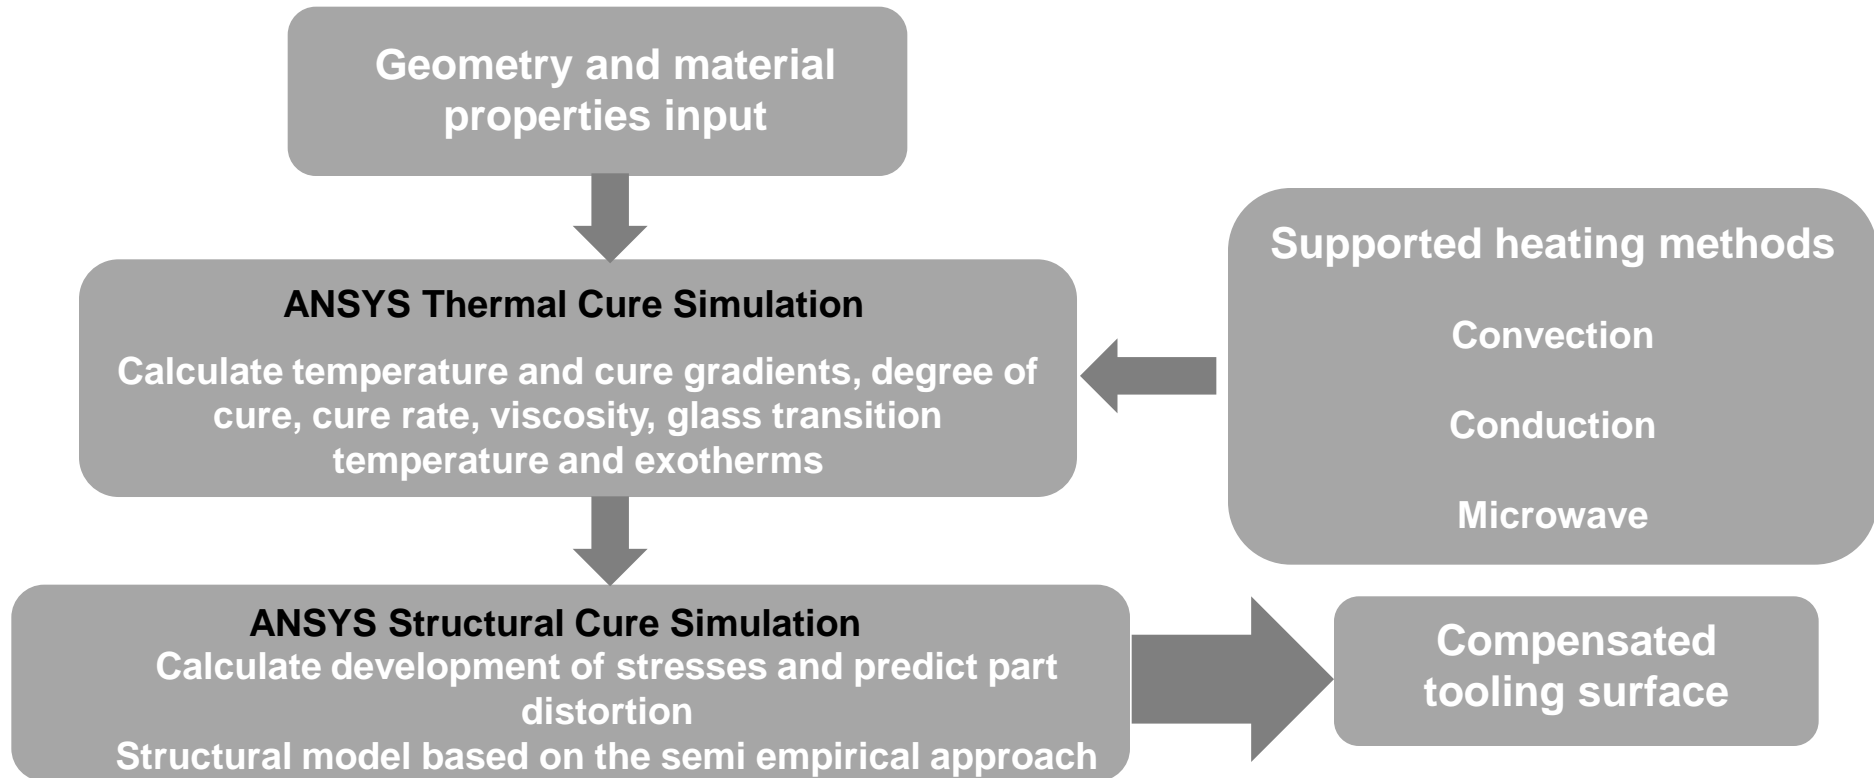 Geometry and material
properties input
ANSYS Thermal Cure Simulation
Calculate temperature and cure gradients, degree of
cure, cure rate, viscosity, glass transition
temperature and exotherms
Supported heating methods
Convection
Conduction
Microwave
ANSYS Structural Cure Simulation
Calculate development of stresses and predict part
distortion
Structural model based on the semi empirical approach
Compensated
tooling surface